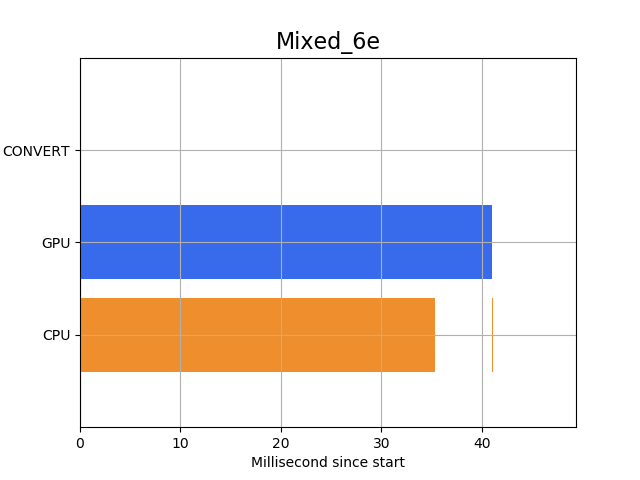 Mixed_6e
CONVERT
GPU
CPU
0 10 20 30 40
Millisecond since start